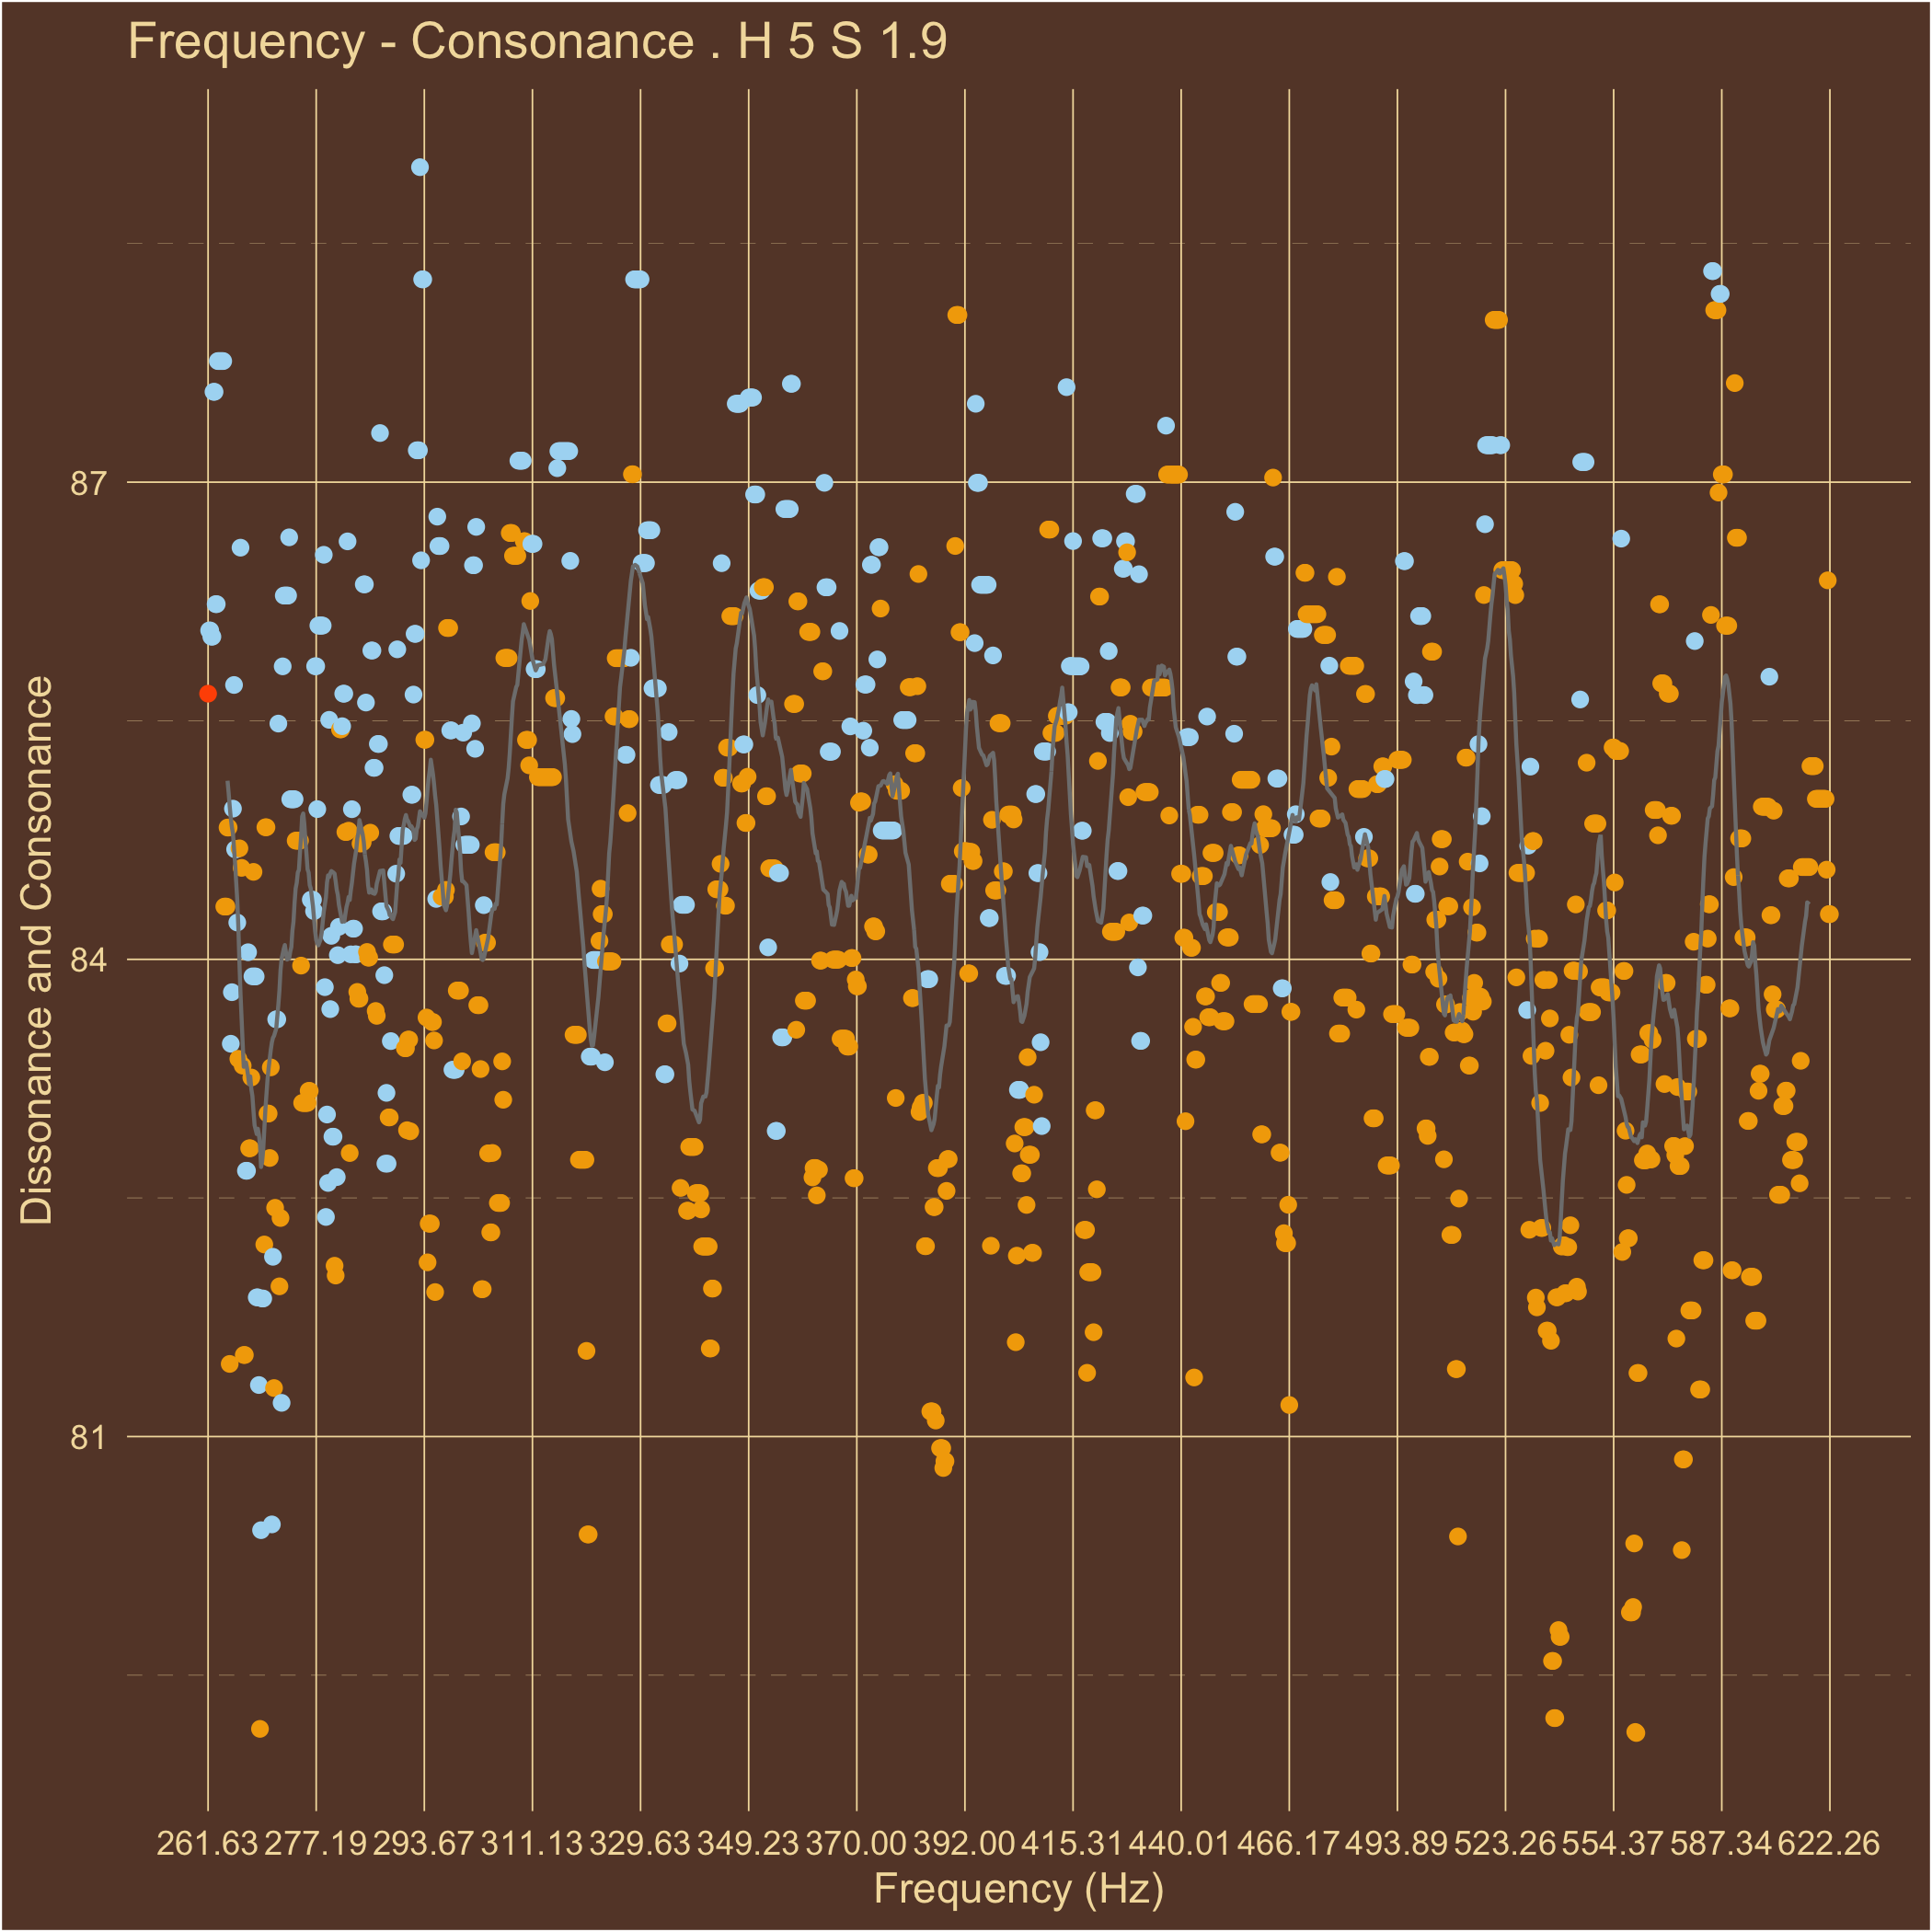 Frequency - Consonance . H 5 S 1.9
Dissonance and Consonance
87
84
81
261.63 277.19 293.67 311.13 329.63 349.23 370.00 392.00 415.31 440.01 466.17 493.89 523.26 554.37 587.34 622.26
Frequency (Hz)